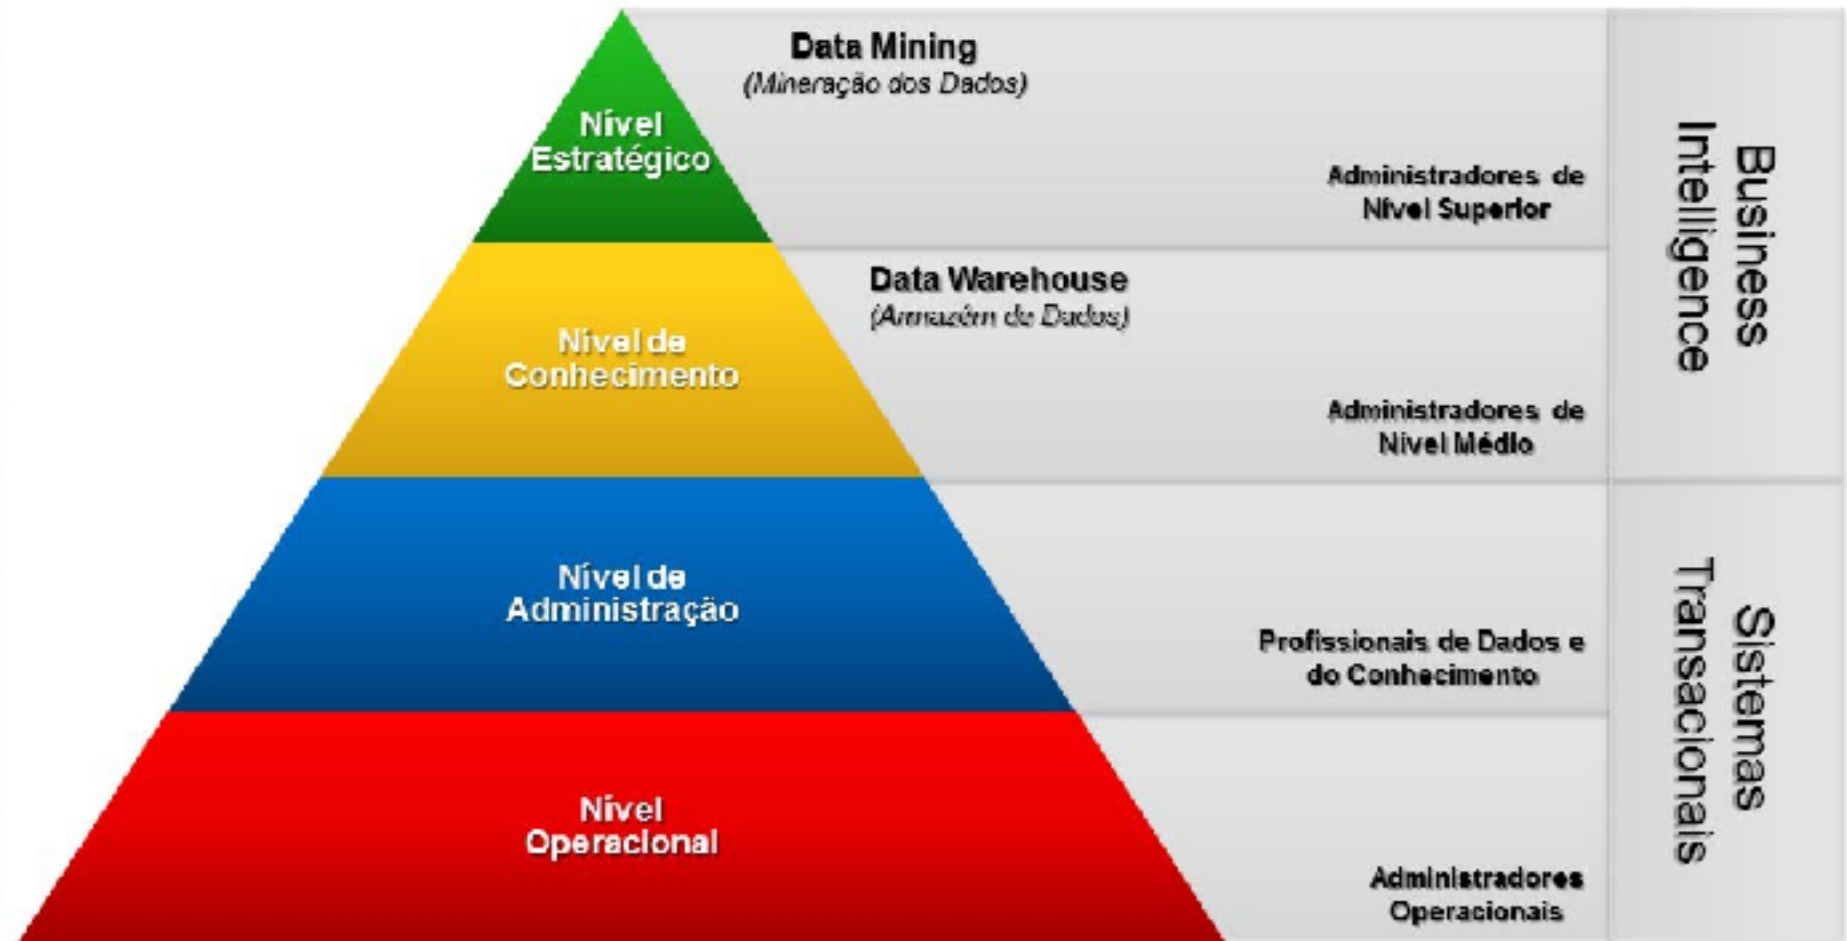 Data Mining
(Mineração dos Dados)
Nível
Estratégico
Administradores de
Nível Superior
Business
Intelligence
Data Warehouse
(Armazém de Dados)
Nível de
Conhecimento
Administradores de
Nível Médio
Nível de
Administração
Profissionais de Dados e
do Conhecimento
Sistemas
Transacionais
Nível
Operacional
Administradores
Operacionais